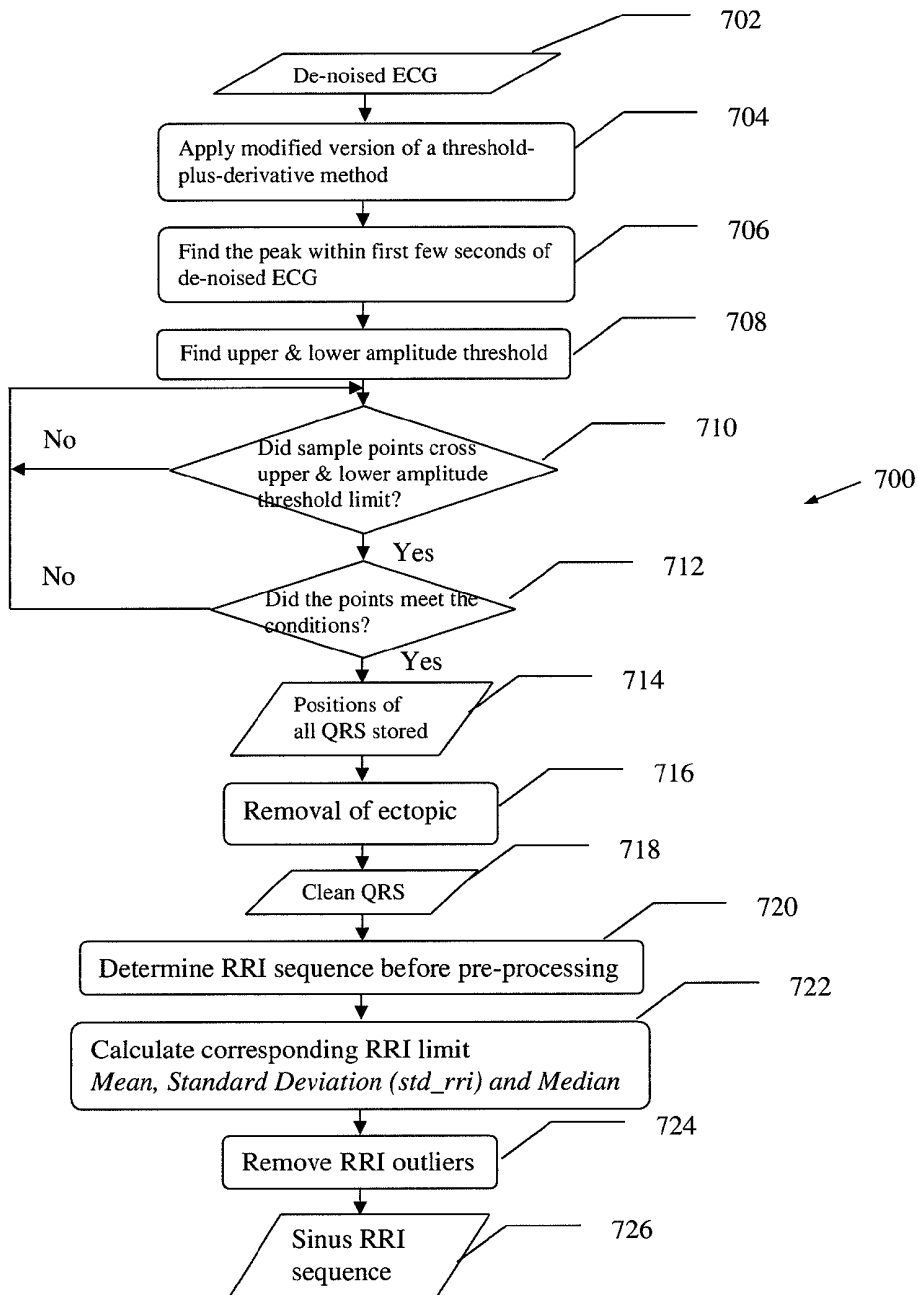 702
De-noised ECG
704
Apply modified version of a threshold-
plus-derivative method
706
Find the peak within first few seconds of
de-noised ECG
708
Find upper & lower amplitude threshold
No
710
Did sample points cross
upper & lower amplitude
threshold limit?
700
Yes
No
712
Did the points meet the
conditions?
Yes
714
Positions of
all QRS stored
716
Removal of ectopic
718
Clean QRS
720
Determine RRI sequence before pre-processing
722
Calculate corresponding RRI limit
Mean, Standard Deviation (std_rri) and Median
724
Remove RRI outliers
726
Sinus RRI
sequence